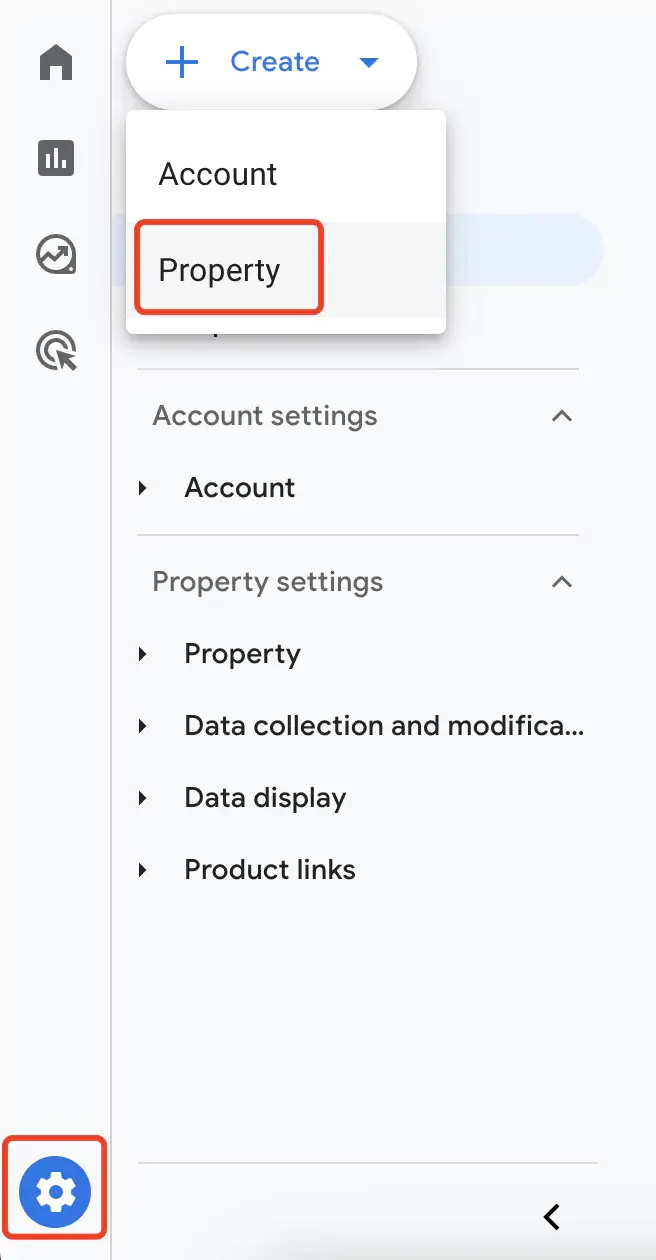 Create
Account
Property
Account settings
Account
Property settings
Property
Data collection and modifica...
Data display
Product links